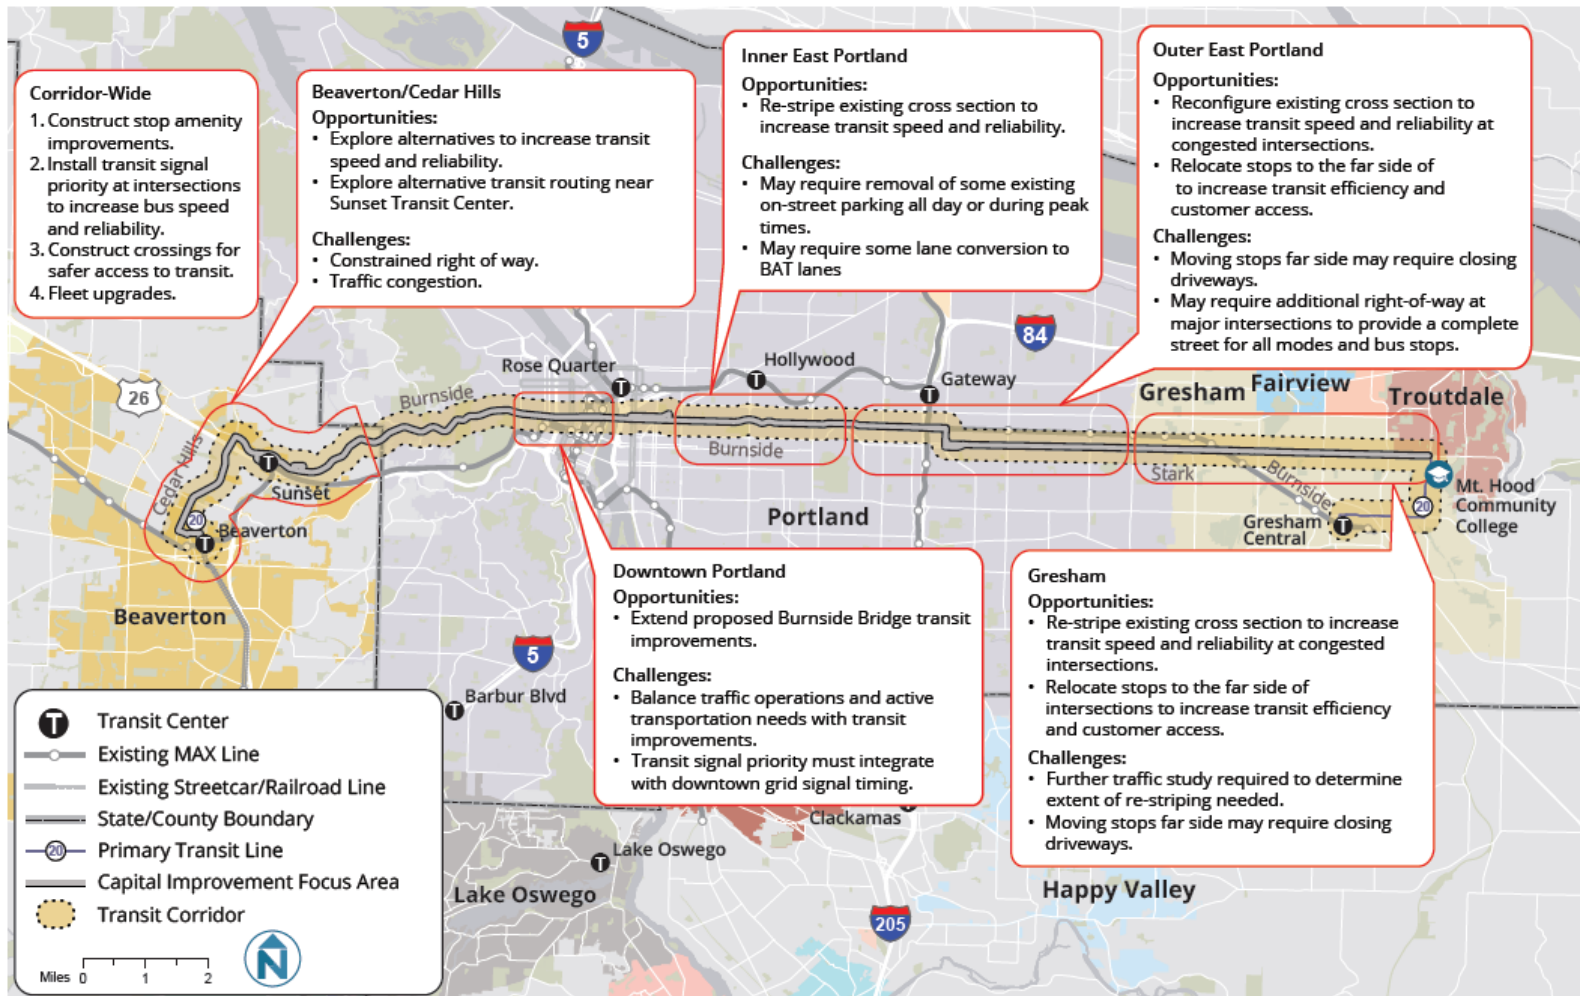 Corridor-Wide
1. Construct stop amenity
improvements.
2. Install transit signal
priority at intersections
to increase bus speed
and reliability.
3. Construct crossings for
safer access to transit.
4. Fleet upgrades.
Beaverton/Cedar Hills
Opportunities:
• Explore alternatives to increase transit
speed and reliability.
• Explore alternative transit routing near
Sunset Transit Center.
Challenges:
• Constrained right of way.
• Traffic congestion.
5
Inner East Portland
Opportunities:
• Re-stripe existing cross section to
increase transit speed and reliability.
Challenges:
• May require removal of some existing
on-street parking all day or during peak
times.
• May require some lane conversion to
BAT lanes
Outer East Portland
Opportunities:
• Reconfigure existing cross section to
increase transit speed and reliability at
congested intersections.
• Relocate stops to the far side of
to increase transit efficiency and
customer access.
Challenges:
• Moving stops far side may require closing
driveways.
• May require additional right-of-way at
major intersections to provide a complete
street for all modes and bus stops.
84
26
Rose Quarter
T
Hollywood
T
Gateway
T
Gresham
Fairview
Troutdale
Burnside
Cedar Hills
T
Sunset
20
Beaverton
T
Burnside
Stark
Burnside
Mt. Hood
Community
College
20
Gresham
Central
T
Portland
Beaverton
Downtown Portland
Opportunities:
• Extend proposed Burnside Bridge transit
improvements.
Challenges:
• Balance traffic operations and active
transportation needs with transit
improvements.
• Transit signal priority must integrate
with downtown grid signal timing.
Gresham
Opportunities:
• Re-stripe existing cross section to increase
transit speed and reliability at congested
intersections.
• Relocate stops to the far side of
intersections to increase transit efficiency
and customer access.
Challenges:
• Further traffic study required to determine
extent of re-striping needed.
• Moving stops far side may require closing
driveways.
5
T Barbur Blvd
Clackamas
T Lake Oswego
Lake Oswego
Happy Valley
205
T Transit Center
Existing MAX Line
Existing Streetcar/Railroad Line
State/County Boundary
20 Primary Transit Line
Capital Improvement Focus Area
Transit Corridor
Miles 0 1 2
N